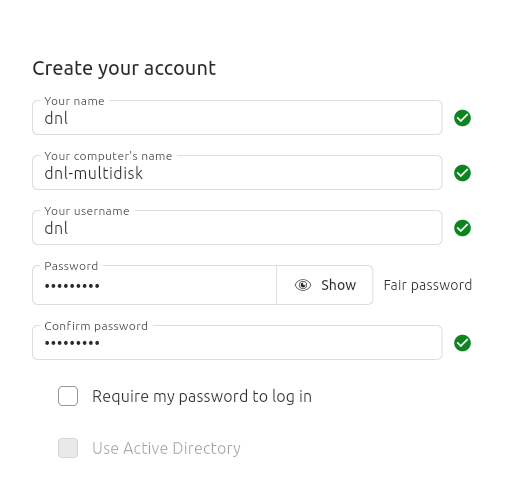 Create your account
Your name
dnl
Your computer's name
dnl-multidisk
Your username
dnl
Password
••••••••• Show Fair password
Confirm password
•••••••••
Require my password to log in
Use Active Directory